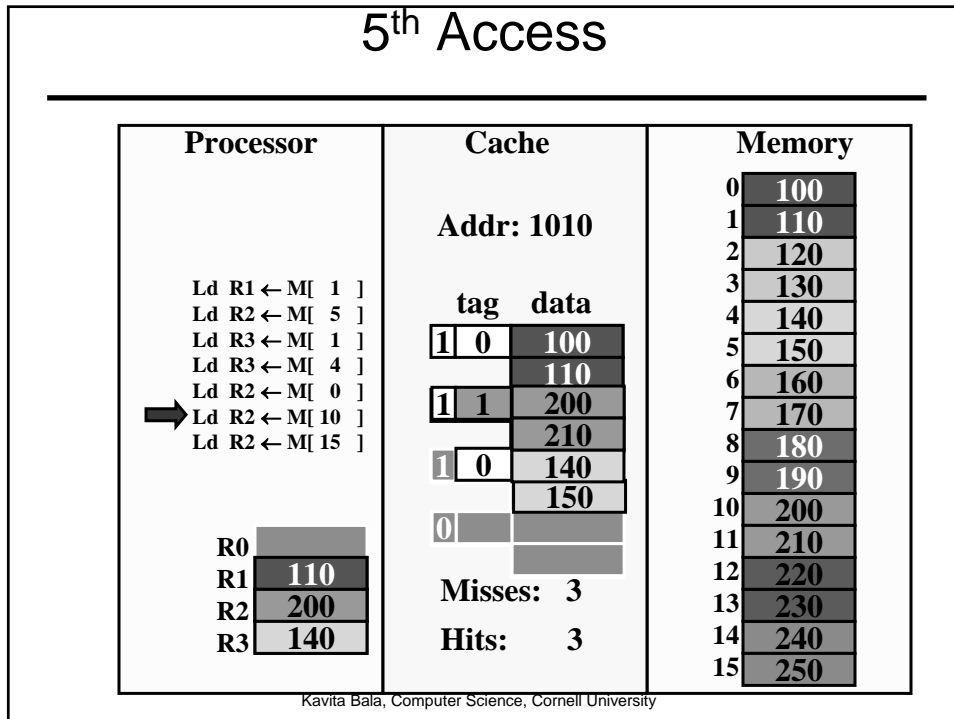 5th Access
Processor
Ld R1 ← M[ 1 ]
Ld R2 ← M[ 5 ]
Ld R3 ← M[ 1 ]
Ld R3 ← M[ 4 ]
Ld R2 ← M[ 0 ]
Ld R2 ← M[ 10 ]
Ld R2 ← M[ 15 ]
R0
R1 110
R2 200
R3 140
Cache
Addr: 1010
tag data
1 0 100
110
1 1 200
210
1 0 140
150
0
Misses: 3
Hits: 3
Memory
0 100
1 110
2 120
3 130
4 140
5 150
6 160
7 170
8 180
9 190
10 200
11 210
12 220
13 230
14 240
15 250
Kavita Bala, Computer Science, Cornell University